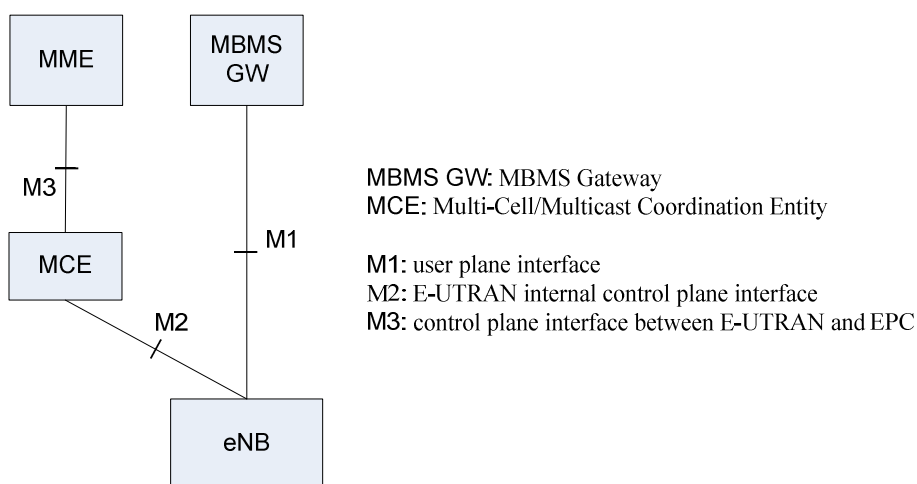 MME
MBMS
GW
M3
M1
MCE
M2
eNB
MBMS GW: MBMS Gateway
MCE: Multi-Cell/Multicast Coordination Entity
M1: user plane interface
M2: E-UTRAN internal control plane interface
M3: control plane interface between E-UTRAN and EPC